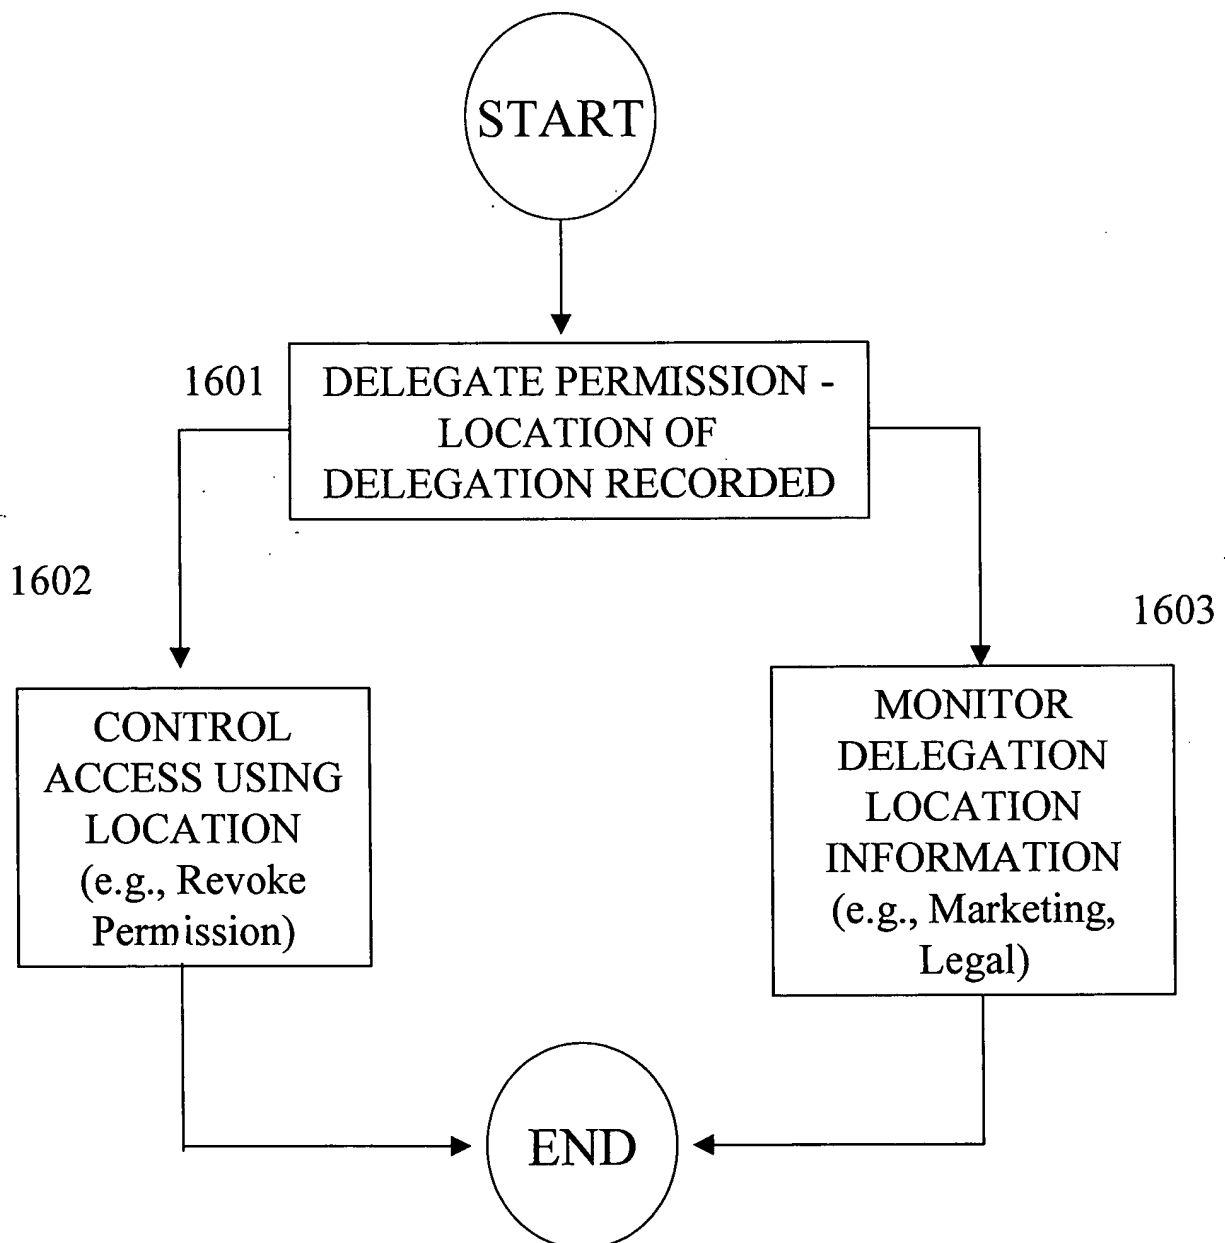 START
1601
DELEGATE PERMISSION -
LOCATION OF
DELEGATION RECORDED
1602
1603
CONTROL
ACCESS USING
LOCATION
(e.g., Revoke
Permission)
MONITOR
DELEGATION
LOCATION
INFORMATION
(e.g., Marketing,
Legal)
END